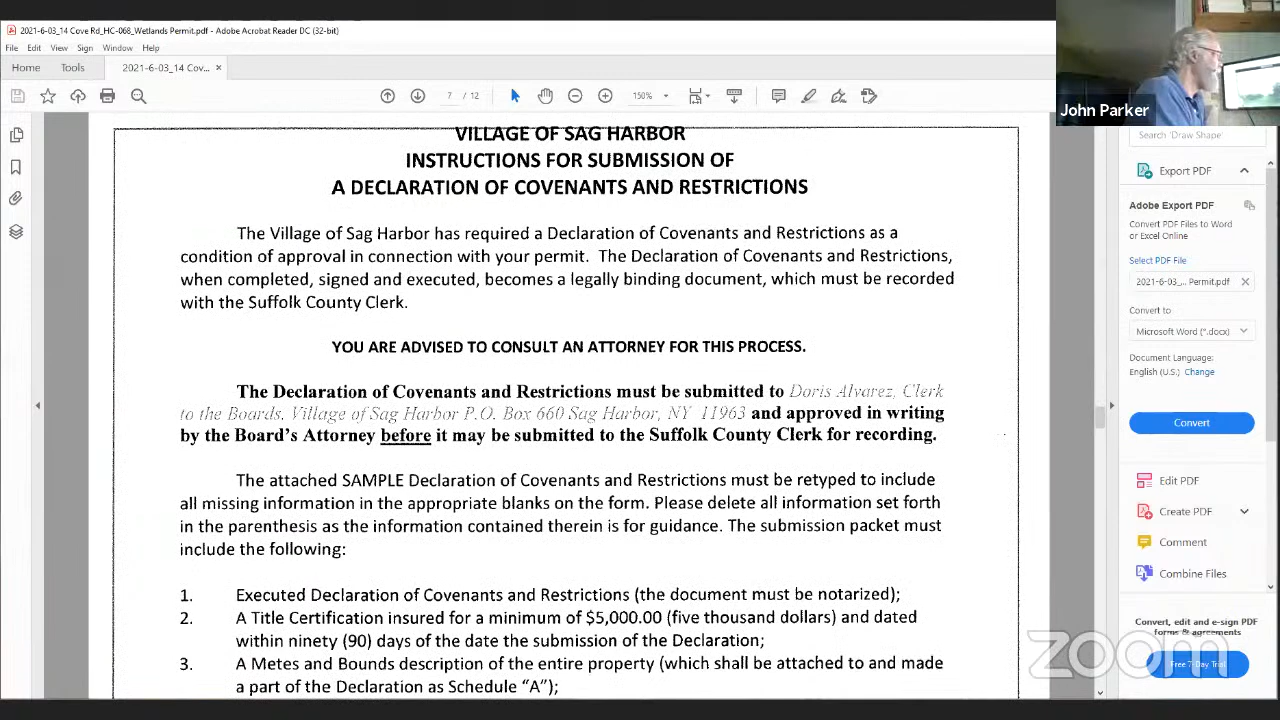 2021-6-03_14 Cove Rd_HC-068_Wetlands Permit.pdf - Adobe Acrobat Reader DC (32-bit)
File Edit View Sign Window Help
Home Tools 2021-6-03_14 Cov... ×
7 / 12 150%
John Parker
VILLAGE OF SAG HARBOR
INSTRUCTIONS FOR SUBMISSION OF
A DECLARATION OF COVENANTS AND RESTRICTIONS
The Village of Sag Harbor has required a Declaration of Covenants and Restrictions as a
condition of approval in connection with your permit. The Declaration of Covenants and Restrictions,
when completed, signed and executed, becomes a legally binding document, which must be recorded
with the Suffolk County Clerk.
YOU ARE ADVISED TO CONSULT AN ATTORNEY FOR THIS PROCESS.
The Declaration of Covenants and Restrictions must be submitted to Doris Alvarez, Clerk
to the Boards, Village of Sag Harbor P.O. Box 660 Sag Harbor, NY 11963 and approved in writing
by the Board's Attorney before it may be submitted to the Suffolk County Clerk for recording.
The attached SAMPLE Declaration of Covenants and Restrictions must be retyped to include
all missing information in the appropriate blanks on the form. Please delete all information set forth
in the parenthesis as the information contained therein is for guidance. The submission packet must
include the following:
1. Executed Declaration of Covenants and Restrictions (the document must be notarized);
2. A Title Certification insured for a minimum of $5,000.00 (five thousand dollars) and dated
within ninety (90) days of the date the submission of the Declaration;
3. A Metes and Bounds description of the entire property (which shall be attached to and made
a part of the Declaration as Schedule “A”);
Search 'Draw Shape'
Export PDF
Adobe Export PDF
Convert PDF Files to Word
or Excel Online
Select PDF File
2021-6-03_... Permit.pdf
Convert to
Microsoft Word (*.docx)
Document Language:
English (U.S.) Change
Convert
Edit PDF
Create PDF
Comment
Combine Files
Convert, edit and e-sign PDF
forms & agreements
Free 7-Day Trial
zoom